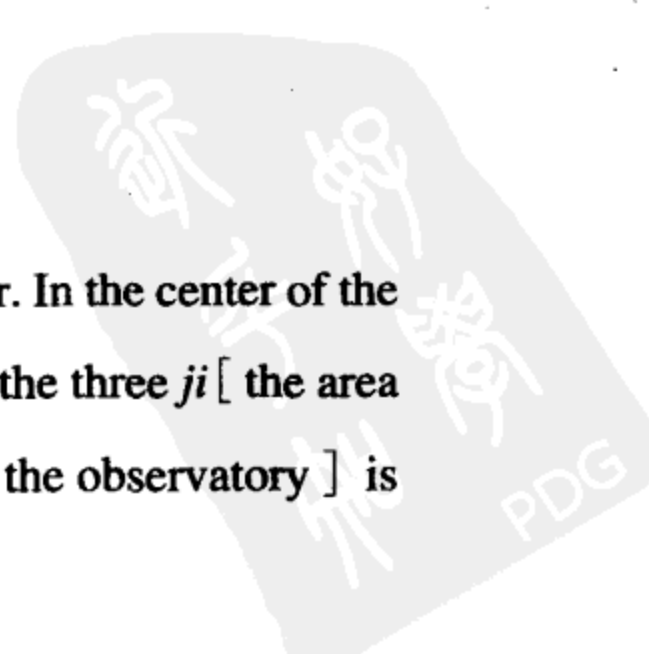 r. In the center of the
the three ji [ the area
the observatory ] is
PDG